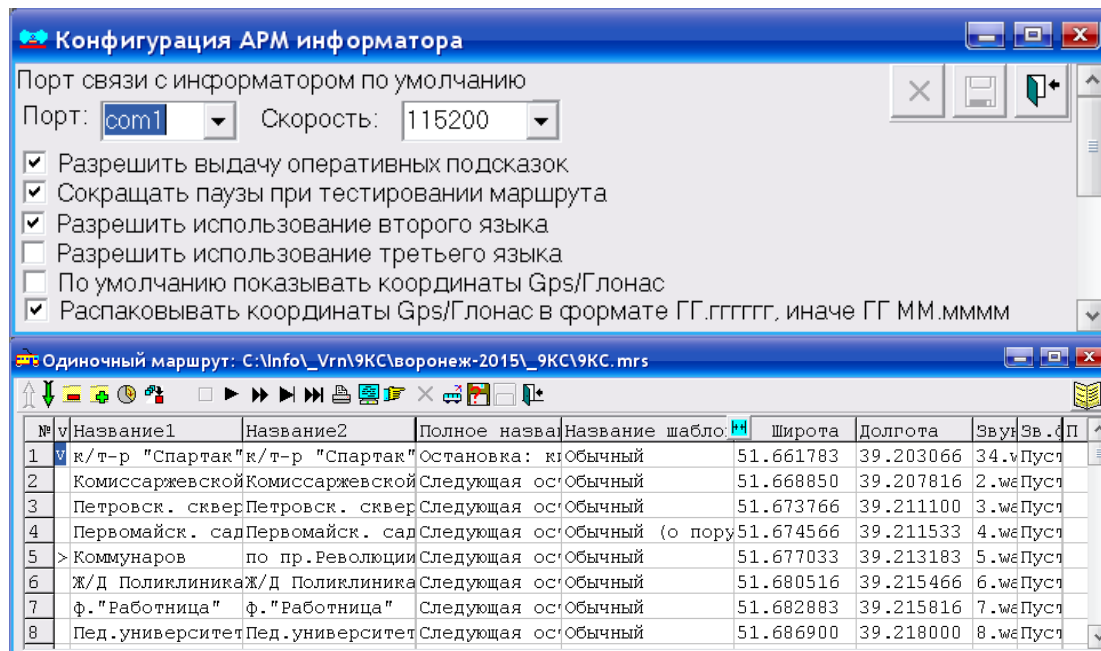 Конфигурация АРМ информатора
Порт связи с информатором по умолчанию
Порт: com1 Скорость: 115200
Разрешить выдачу оперативных подсказок
Сокращать паузы при тестировании маршрута
Разрешить использование второго языка
Разрешить использование третьего языка
По умолчанию показывать координаты Gps/Глонас
Распаковывать координаты Gps/Глонас в формате ГГ.гггггг, иначе ГГ ММ.мммм
Одиночный маршрут: C:\Info\_Vrn\9КС\воронеж-2015\_9КС\9КС.mrs
№ v Название1 Название2 Полное назва Название шабло Широта Долгота Звук Зв.ф П
1 v к/т-р "Спартак" к/т-р "Спартак" Остановка: ки Обычный 51.661783 39.203066 34.w Пуст
2 Комиссаржевской Комиссаржевской Следующая ост Обычный 51.668850 39.207816 2.wa Пуст
3 Петровск. сквер Петровск. сквер Следующая ост Обычный 51.673766 39.211100 3.wa Пуст
4 Первомайск. сад Первомайск. сад Следующая ост Обычный (о пору 51.674566 39.211533 4.wa Пуст
5 > Коммунаров по пр.Революции Следующая ост Обычный 51.677033 39.213183 5.wa Пуст
6 Ж/Д Поликлиника Ж/Д Поликлиника Следующая ост Обычный 51.680516 39.215466 6.wa Пуст
7 ф."Работница" ф."Работница" Следующая ост Обычный 51.682883 39.215816 7.wa Пуст
8 Пед.университет Пед.университет Следующая ост Обычный 51.686900 39.218000 8.wa Пуст